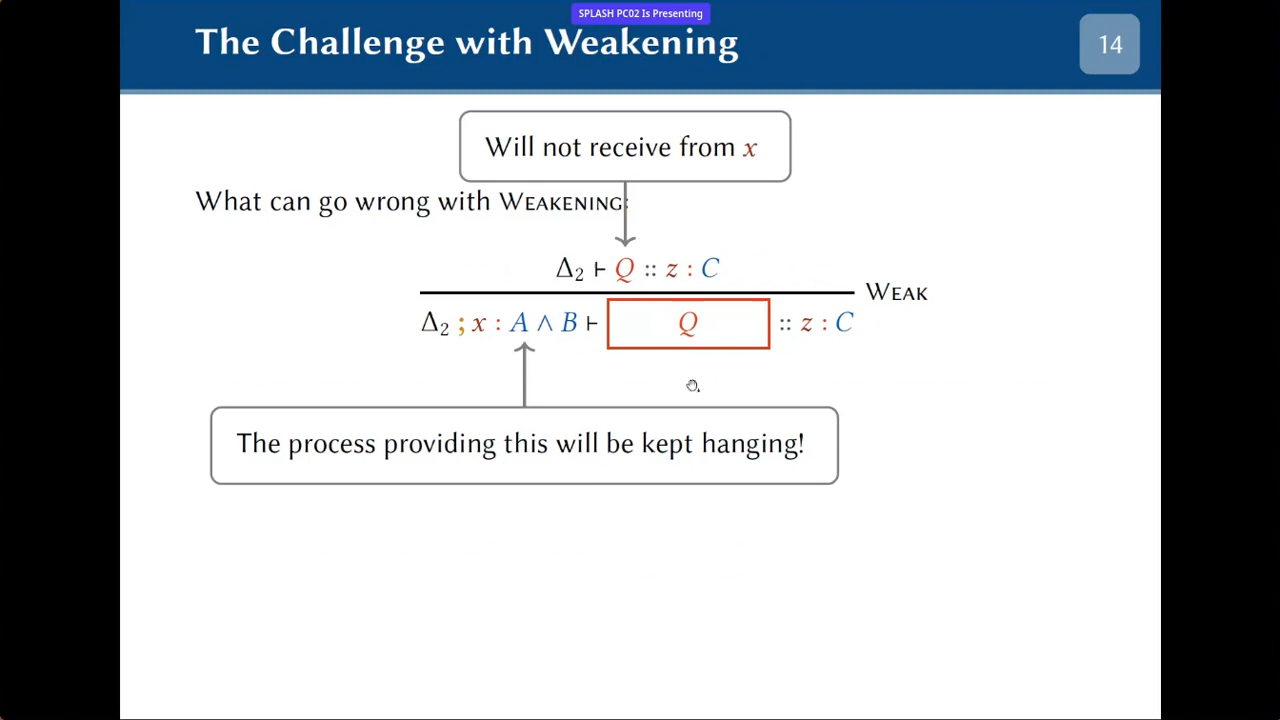 SPLASH PC02 Is Presenting
The Challenge with Weakening
14
Will not receive from x
What can go wrong with WEAKENING:
Δ₂ ⊢ Q :: z : C
WEAK
Δ₂ ; x : A ∧ B ⊢ Q :: z : C
The process providing this will be kept hanging!